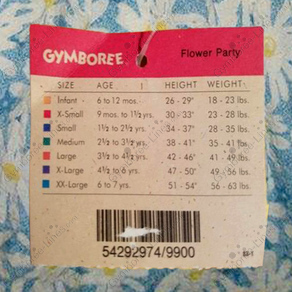 GYMBOREE
Flower Party
SIZE AGE HEIGHT WEIGHT
Infant 6 to 12 mos. 26 - 29" 18 - 23 lbs.
X-Small 9 mos. to 1½ yrs. 30 - 33" 23 - 28 lbs.
Small 1½ to 2½ yrs. 34 - 37" 28 - 35 lbs.
Medium 2½ to 3½ yrs. 38 - 41" 35 - 41 lbs.
Large 3½ to 4½ yrs. 42 - 46" 41 - 49 lbs.
X-Large 4½ to 6 yrs. 47 - 50" 49 - 56 lbs.
XX-Large 6 to 7 yrs. 51 - 54" 56 - 63 lbs.
54292974/9900